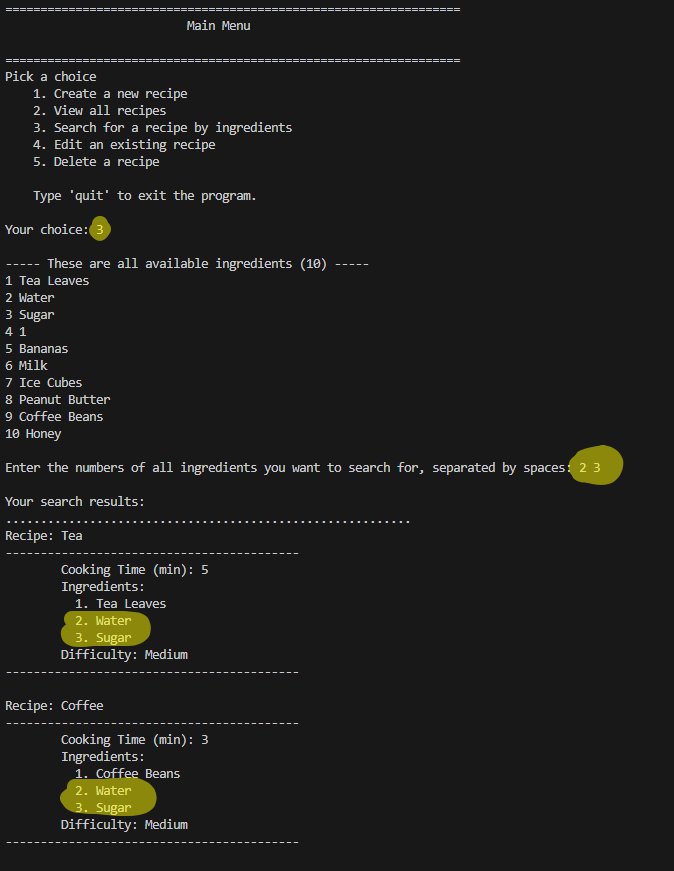 =================================================================
Main Menu
=================================================================
Pick a choice
1. Create a new recipe
2. View all recipes
3. Search for a recipe by ingredients
4. Edit an existing recipe
5. Delete a recipe
Type 'quit' to exit the program.
Your choice: 3
----- These are all available ingredients (10) -----
1 Tea Leaves
2 Water
3 Sugar
4 1
5 Bananas
6 Milk
7 Ice Cubes
8 Peanut Butter
9 Coffee Beans
10 Honey
Enter the numbers of all ingredients you want to search for, separated by spaces: 2 3
Your search results:
..........................................................
Recipe: Tea
------------------------------------------
Cooking Time (min): 5
Ingredients:
1. Tea Leaves
2. Water
3. Sugar
Difficulty: Medium
------------------------------------------
Recipe: Coffee
------------------------------------------
Cooking Time (min): 3
Ingredients:
1. Coffee Beans
2. Water
3. Sugar
Difficulty: Medium
------------------------------------------